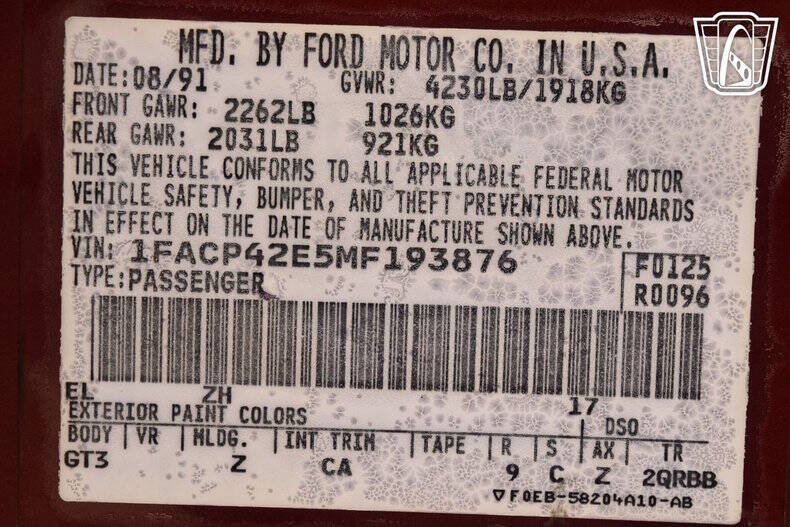 MFD. BY FORD MOTOR CO. IN U.S.A.
DATE: 08/91 GVWR: 4230LB/1918KG
FRONT GAWR: 2262LB 1026KG
REAR GAWR: 2031LB 921KG
THIS VEHICLE CONFORMS TO ALL APPLICABLE FEDERAL MOTOR
VEHICLE SAFETY, BUMPER, AND THEFT PREVENTION STANDARDS
IN EFFECT ON THE DATE OF MANUFACTURE SHOWN ABOVE.
VIN: 1FACP42E5MF193876 F0125
TYPE: PASSENGER R0096
EL ZH 17
EXTERIOR PAINT COLORS DSO
BODY VR MLDG. INT TRIM TAPE R S AX TR
GT3 Z CA 9 C Z 2QRBB
▽F0EB-58204A10-AB